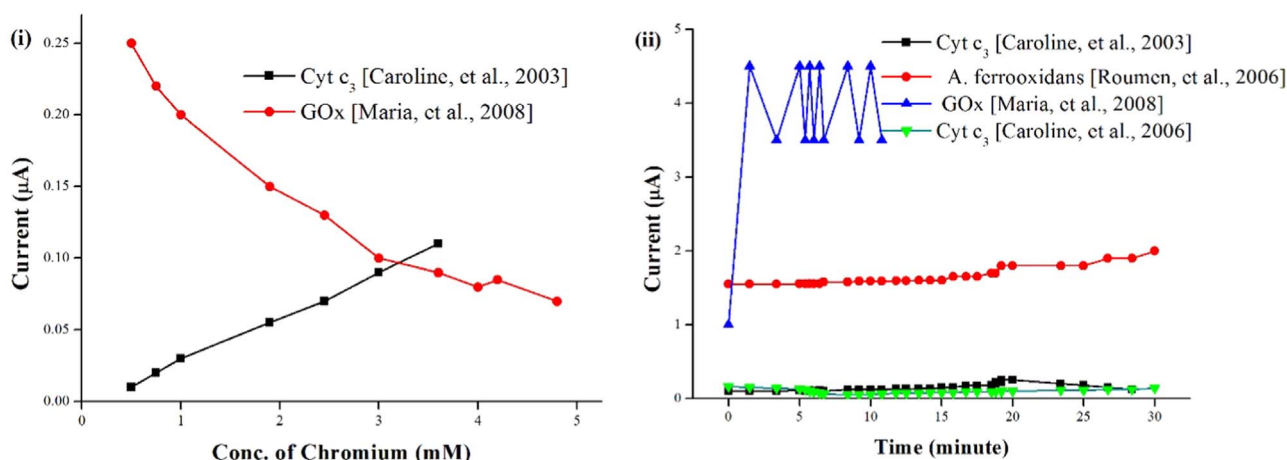 (i)
0.25
0.20
0.15
0.10
0.05
0.00
Current (μA)
Cyt c3 [Caroline, et al., 2003]
GOx [Maria, et al., 2008]
0 1 2 3 4 5
Conc. of Chromium (mM)
(ii)
5
4
3
2
1
0
Current (μA)
Cyt c3 [Caroline, et al., 2003]
A. ferrooxidans [Roumen, et al., 2006]
GOx [Maria, et al., 2008]
Cyt c3 [Caroline, et al., 2006]
0 5 10 15 20 25 30
Time (minute)